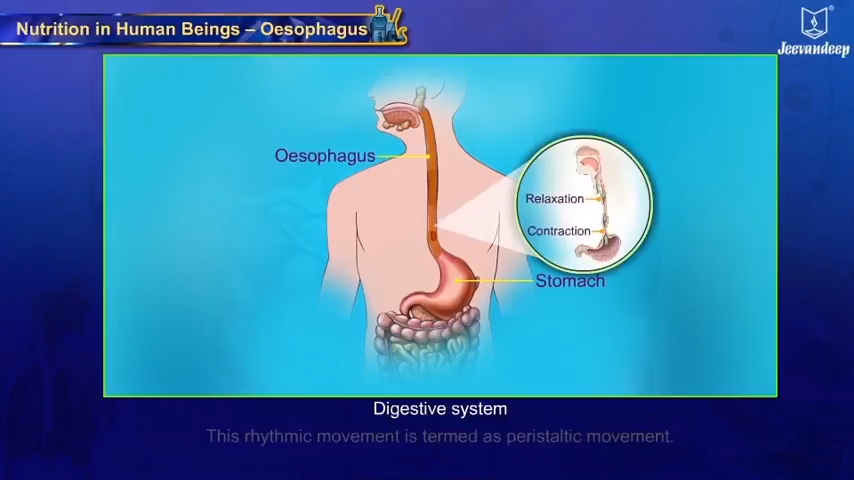 Nutrition in Human Beings – Oesophagus
Jeevandeep
Oesophagus
Relaxation
Contraction
Stomach
Digestive system
This rhythmic movement is termed as peristaltic movement.